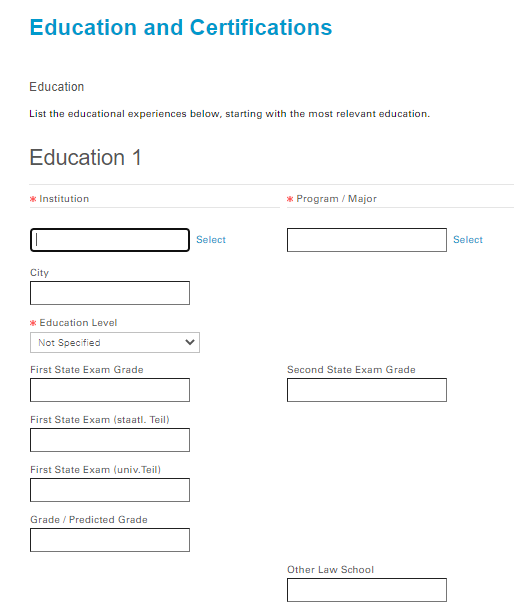 Education and Certifications
Education
List the educational experiences below, starting with the most relevant education.
Education 1
* Institution
* Program / Major
Select
Select
City
* Education Level
Not Specified
First State Exam Grade
Second State Exam Grade
First State Exam (staatl. Teil)
First State Exam (univ.Teil)
Grade / Predicted Grade
Other Law School